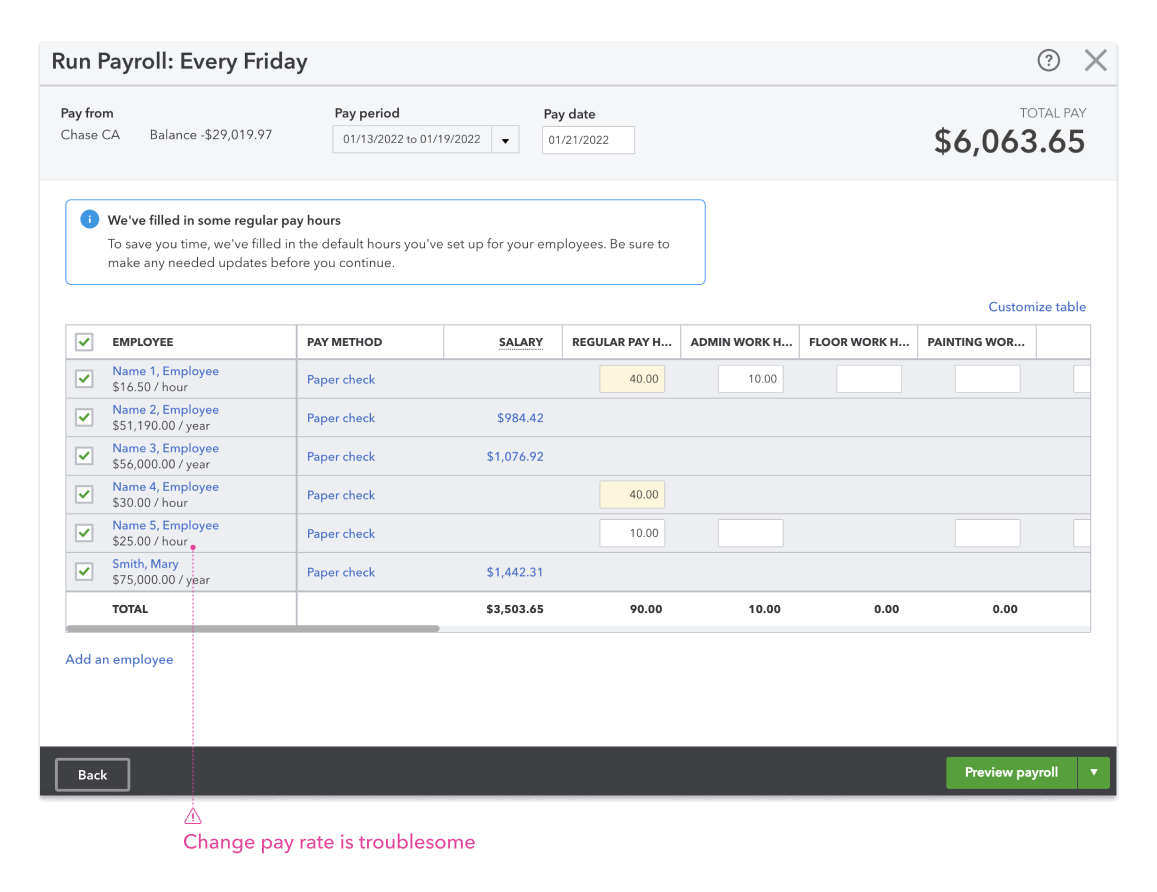 Run Payroll: Every Friday
?
Pay from
Pay period
Pay date
TOTAL PAY
Chase CA Balance -$29,019.97
01/13/2022 to 01/19/2022
01/21/2022
$6,063.65
We've filled in some regular pay hours
To save you time, we've filled in the default hours you've set up for your employees. Be sure to
make any needed updates before you continue.
Customize table
EMPLOYEE PAY METHOD SALARY REGULAR PAY H... ADMIN WORK H... FLOOR WORK H... PAINTING WOR...
Name 1, Employee
$16.50 / hour
Paper check 40.00 10.00
Name 2, Employee
$51,190.00 / year
Paper check $984.42
Name 3, Employee
$56,000.00 / year
Paper check $1,076.92
Name 4, Employee
$30.00 / hour
Paper check 40.00
Name 5, Employee
$25.00 / hour
Paper check 10.00
Smith, Mary
$75,000.00 / year
Paper check $1,442.31
TOTAL $3,503.65 90.00 10.00 0.00 0.00
Add an employee
Back
Preview payroll
Change pay rate is troublesome